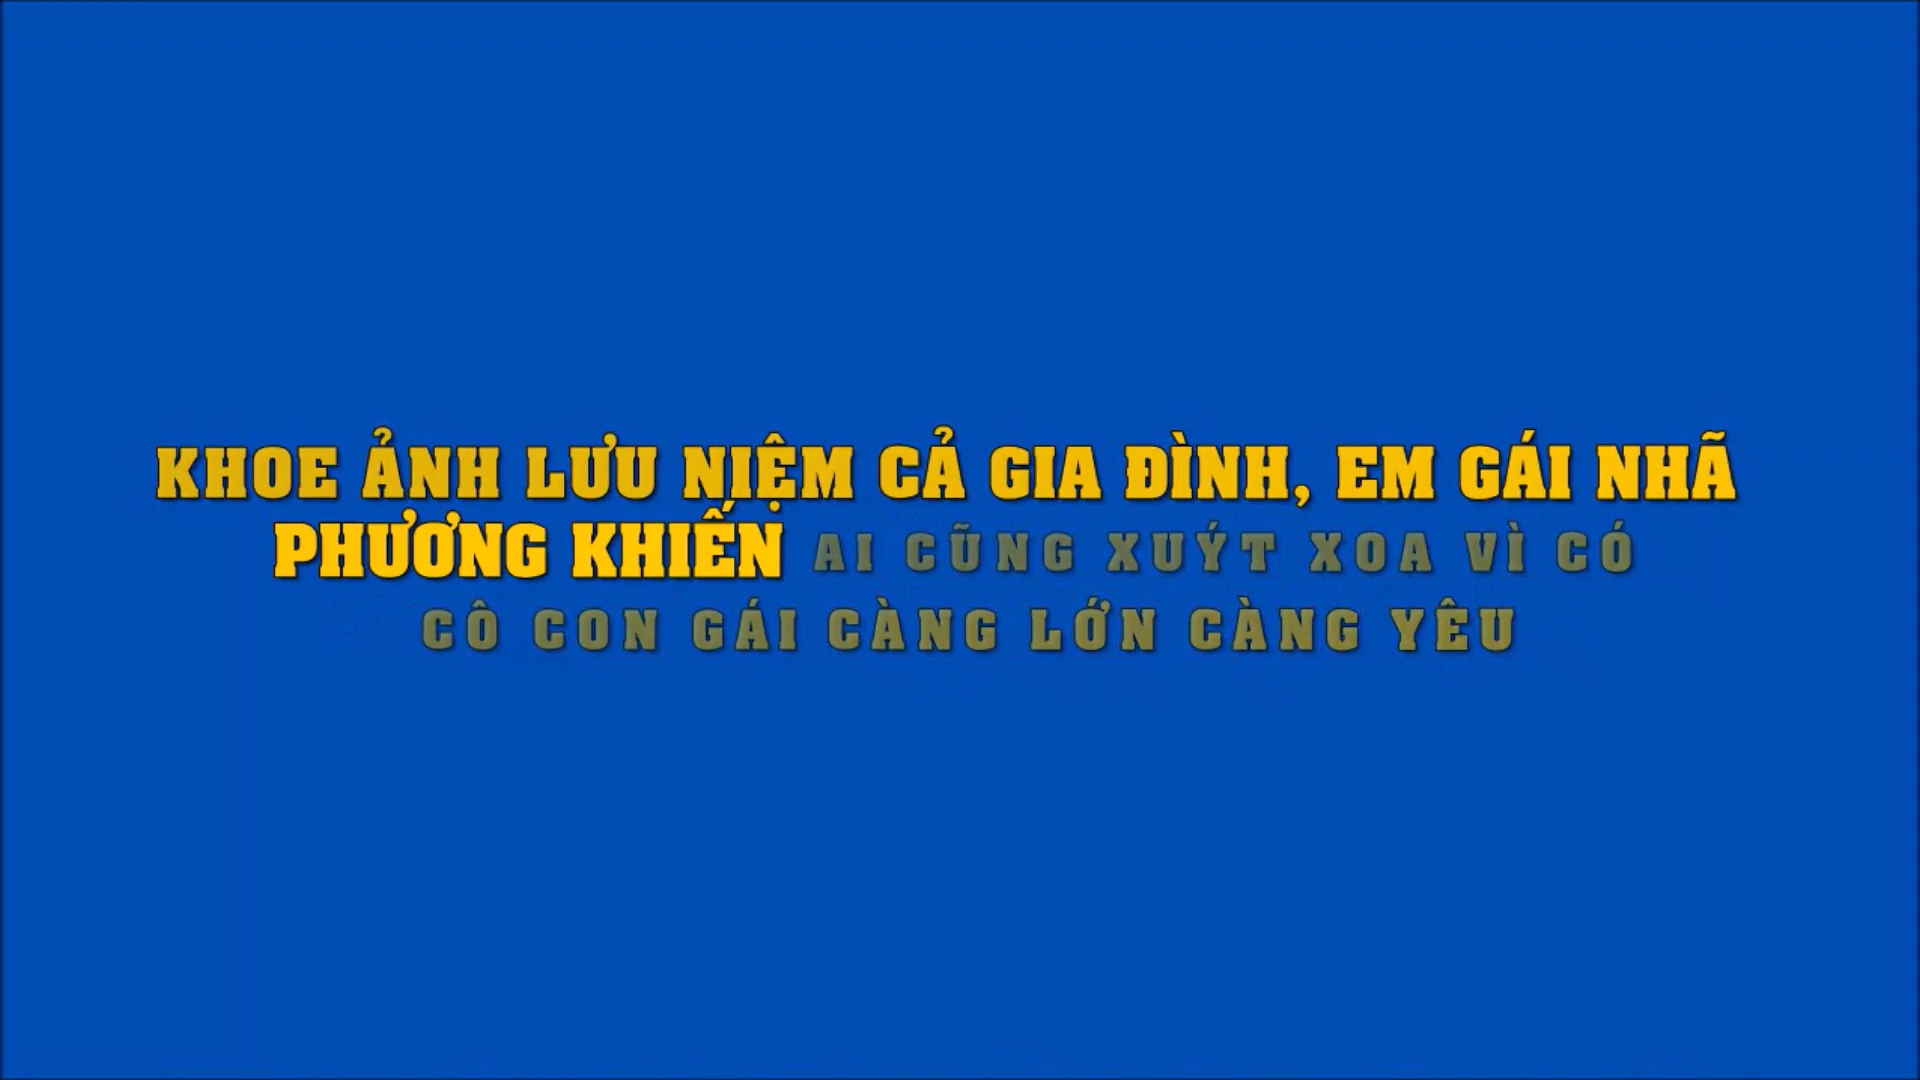 KHOE ẢNH LƯU NIỆM CẢ GIA ĐÌNH, EM GÁI NHÃ
PHƯƠNG KHIẾN AI CŨNG XUÝT XOA VÌ CÓ
CÔ CON GÁI CÀNG LỚN CÀNG YÊU